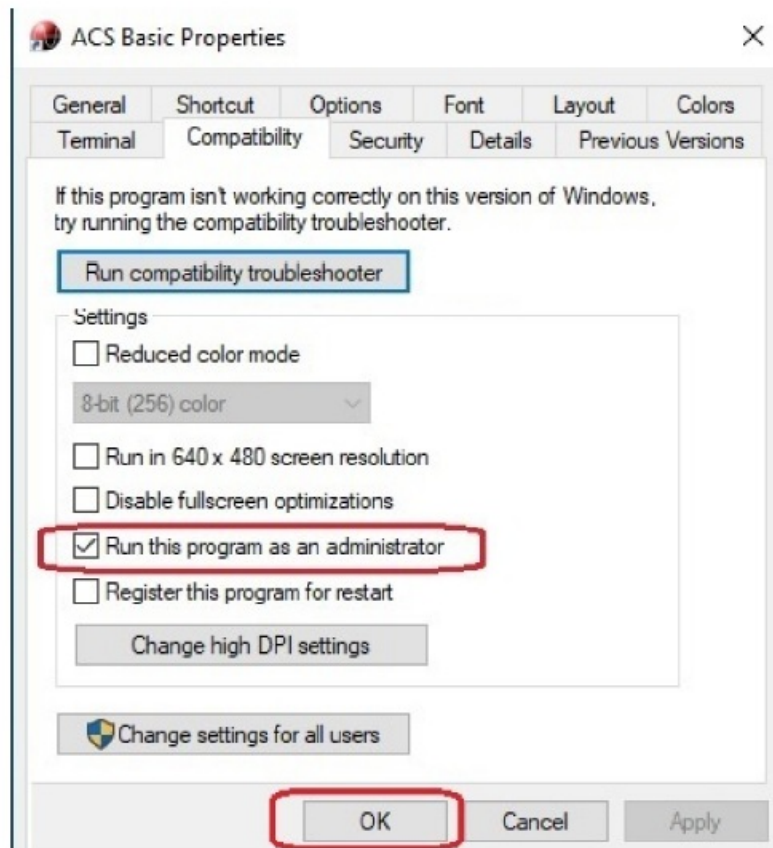 ACS Basic Properties
General Shortcut Options Font Layout Colors
Terminal Compatibility Security Details Previous Versions
If this program isn't working correctly on this version of Windows,
try running the compatibility troubleshooter.
Run compatibility troubleshooter
Settings
Reduced color mode
8-bit (256) color
Run in 640 x 480 screen resolution
Disable fullscreen optimizations
Run this program as an administrator
Register this program for restart
Change high DPI settings
Change settings for all users
OK Cancel Apply